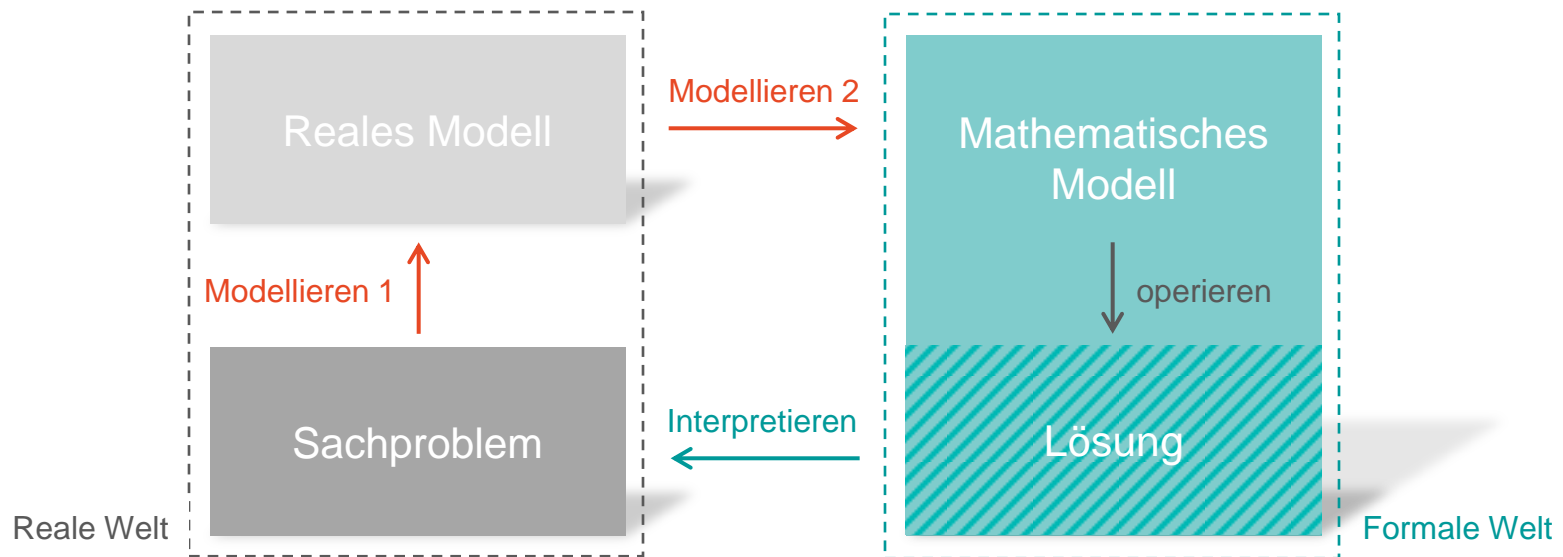 Reales Modell
Modellieren 2
Mathematisches
Modell
Modellieren 1
operieren
Sachproblem
Interpretieren
Lösung
Reale Welt
Formale Welt